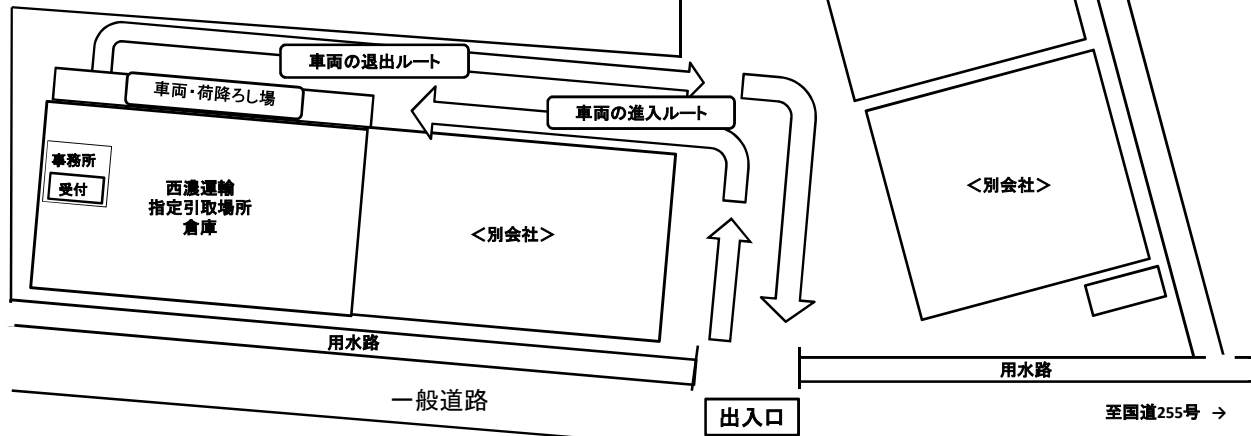 車両の退出ルート
車両・荷降ろし場
車両の進入ルート
事務所
受付
西濃運輸
指定引取場所
倉庫
＜別会社＞
＜別会社＞
用水路
用水路
一般道路
出入口
至国道255号 →